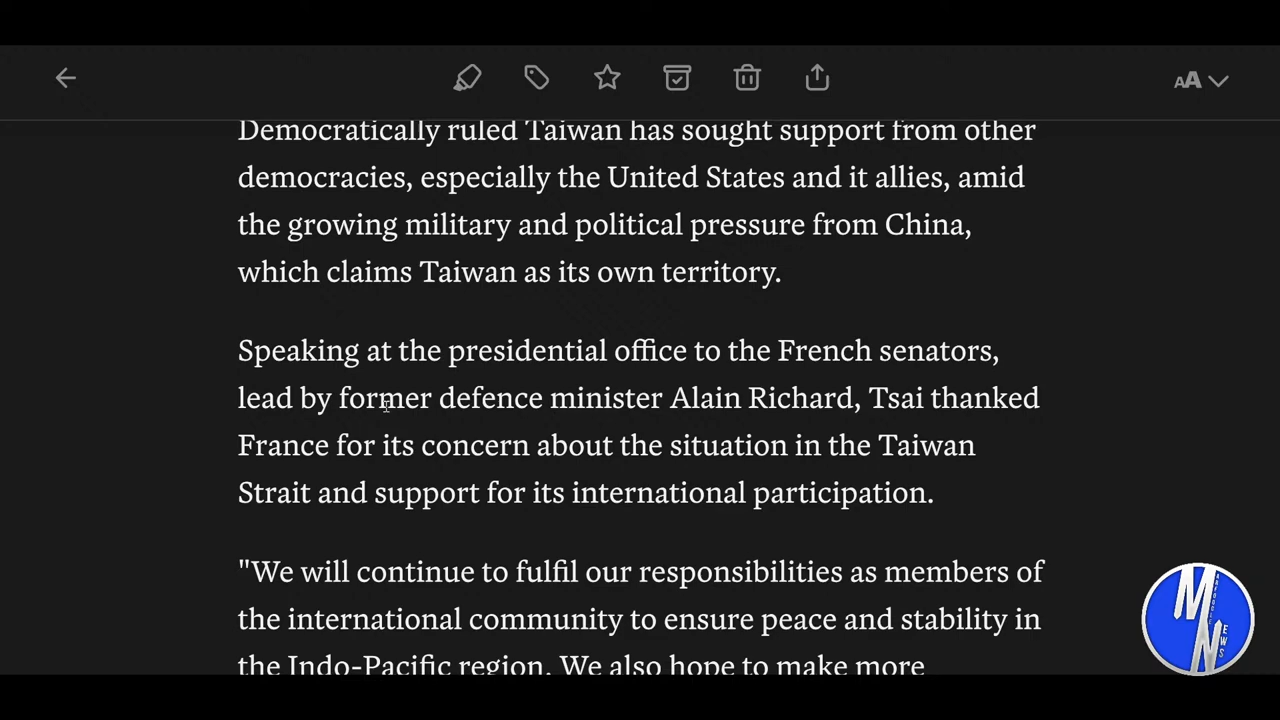 AA
Democratically ruled Taiwan has sought support from other
democracies, especially the United States and it allies, amid
the growing military and political pressure from China,
which claims Taiwan as its own territory.
Speaking at the presidential office to the French senators,
lead by former defence minister Alain Richard, Tsai thanked
France for its concern about the situation in the Taiwan
Strait and support for its international participation.
"We will continue to fulfil our responsibilities as members of
the international community to ensure peace and stability in
the Indo-Pacific region. We also hope to make more
M
N
EWS